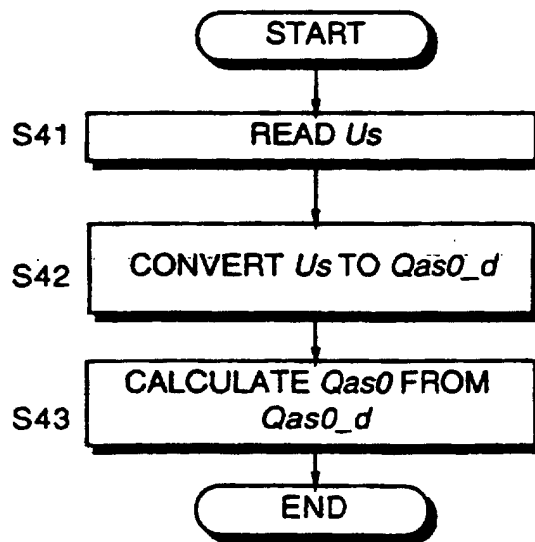 START
S41 READ Us
S42 CONVERT Us TO Qas0_d
CALCULATE Qas0 FROM
S43 Qas0_d
END